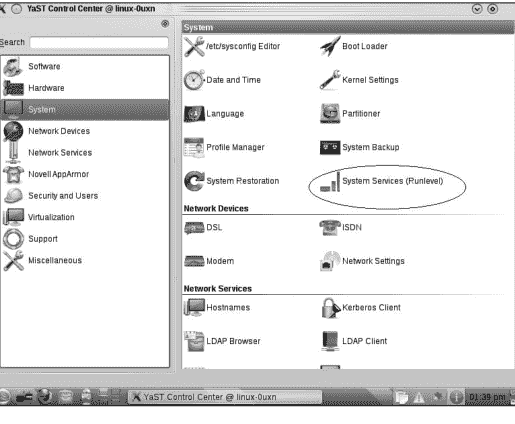 YaST Control Center @ linux-0uxn
Search
Software
Hardware
System
Network Devices
Network Services
Novell AppArmor
Security and Users
Virtualization
Support
Miscellaneous
System
/etc/sysconfig Editor
Boot Loader
Date and Time
Kernel Settings
Language
Partitioner
Profile Manager
System Backup
System Restoration
System Services (Runlevel)
Network Devices
DSL
ISDN
Modem
Network Settings
Network Services
Hostnames
Kerberos Client
LDAP Browser
LDAP Client
YaST Control Center @ linux-0uxn
01:39 pm